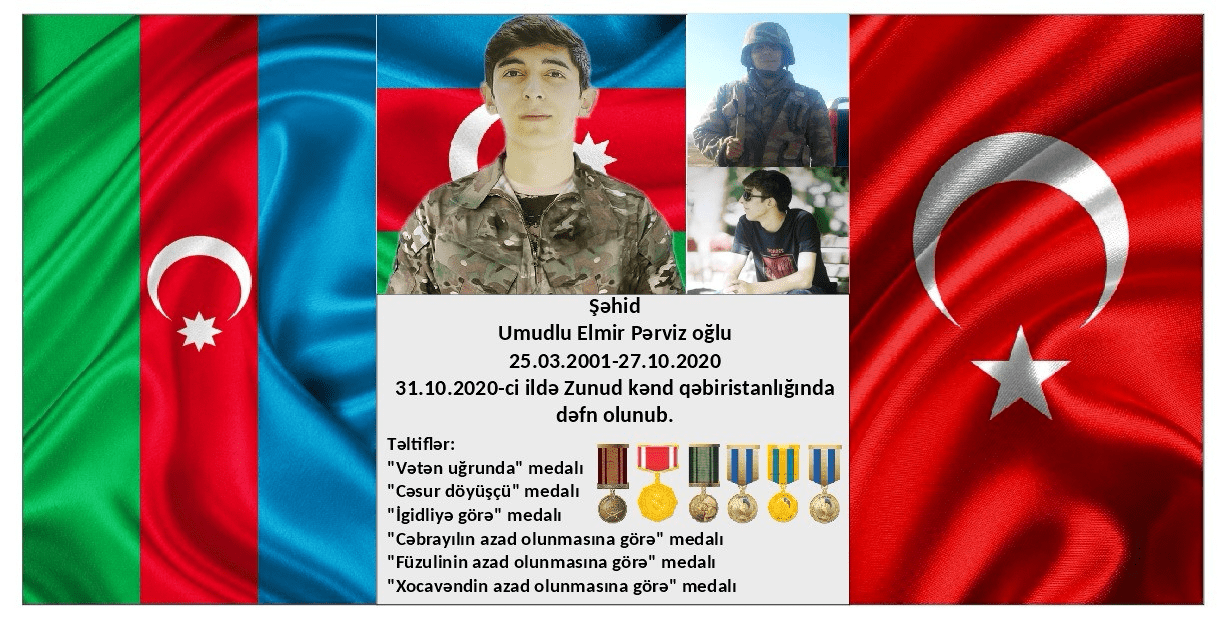 Şəhid
Umudlu Elmir Pərviz oğlu
25.03.2001-27.10.2020
31.10.2020-ci ildə Zunud kənd qəbiristanlığında
dəfn olunub.
Təltiflər:
"Vətən uğrunda" medalı
"Cəsur döyüşçü" medalı
"İgidliyə görə" medalı
"Cəbrayılın azad olunmasına görə" medalı
"Füzulinin azad olunmasına görə" medalı
"Xocavəndin azad olunmasına görə" medalı